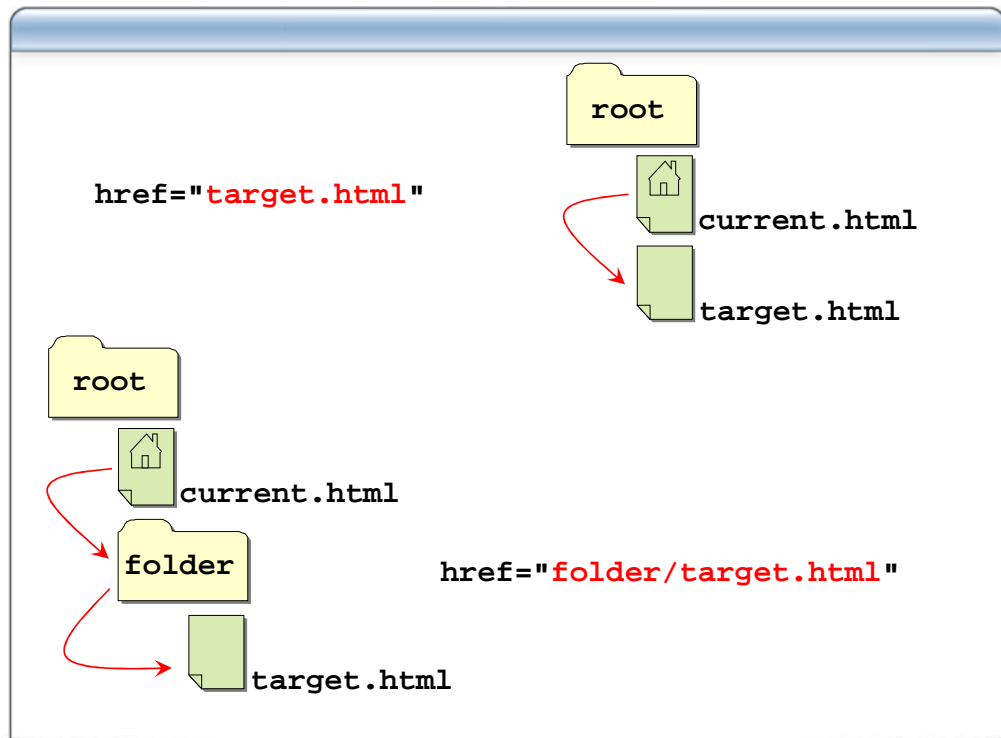 root
href="target.html"
current.html
target.html
root
current.html
folder
href="folder/target.html"
target.html